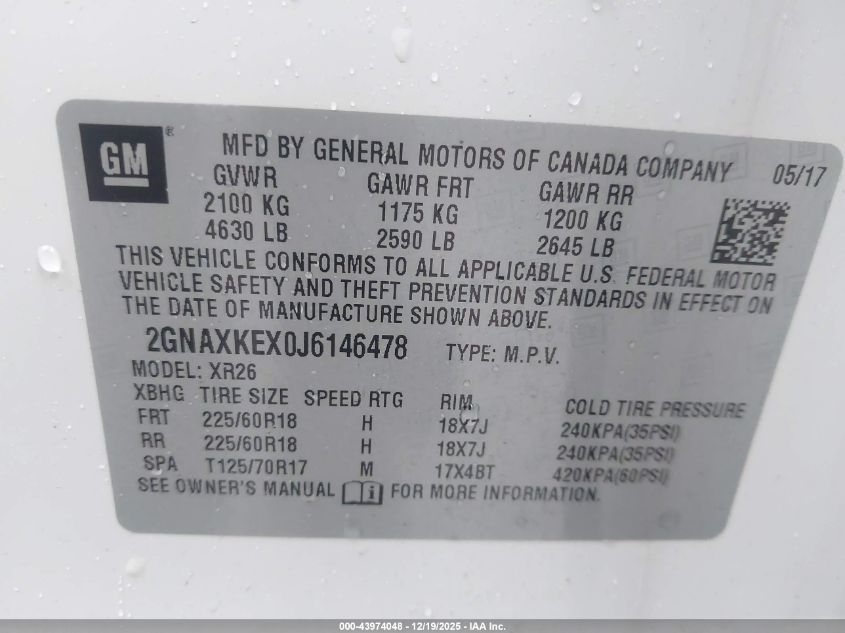 GM ®
MFD BY GENERAL MOTORS OF CANADA COMPANY 05/17
GVWR GAWR FRT GAWR RR
2100 KG 1175 KG 1200 KG
4630 LB 2590 LB 2645 LB
THIS VEHICLE CONFORMS TO ALL APPLICABLE U.S. FEDERAL MOTOR
VEHICLE SAFETY AND THEFT PREVENTION STANDARDS IN EFFECT ON
THE DATE OF MANUFACTURE SHOWN ABOVE.
2GNAXKEX0J6146478 TYPE: M.P.V.
MODEL: XR26
XBHG TIRE SIZE SPEED RTG RIM COLD TIRE PRESSURE
FRT 225/60R18 H 18X7J 240KPA(35PSI)
RR 225/60R18 H 18X7J 240KPA(35PSI)
SPA T125/70R17 M 17X4BT 420KPA(60PSI)
SEE OWNER'S MANUAL FOR MORE INFORMATION.
000-43974048 - 12/19/2025 - IAA Inc.